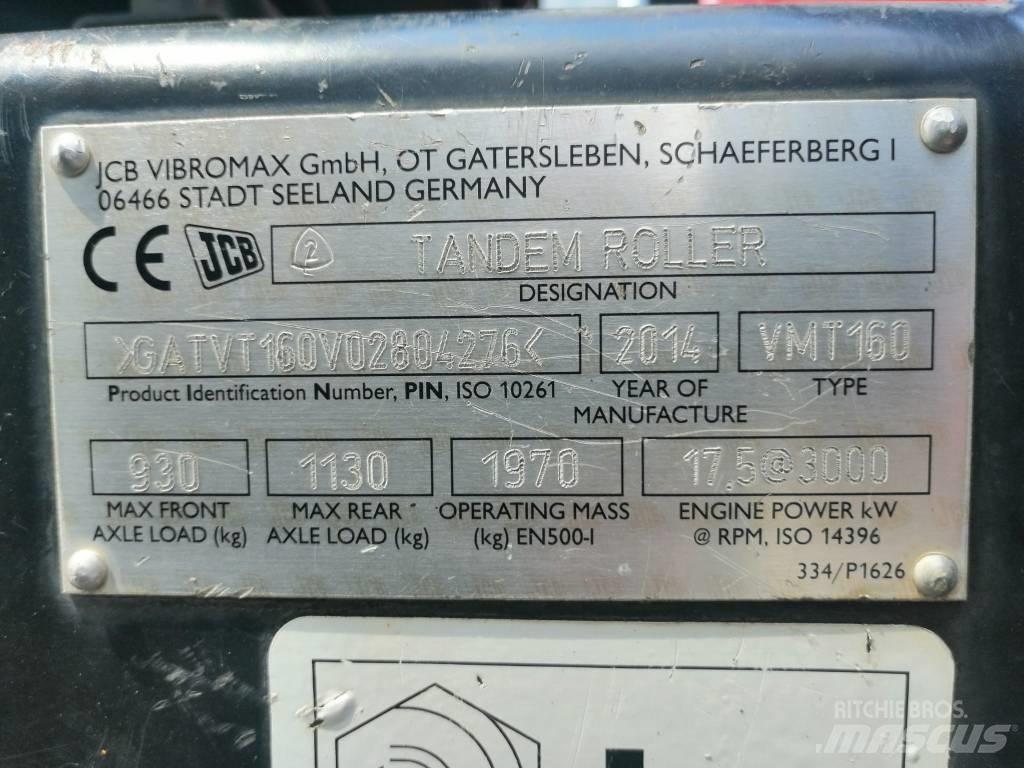 JCB VIBROMAX GmbH, OT GATERSLEBEN, SCHAEFERBERG 1
06466 STADT SEELAND GERMANY
CE JCB 2 TANDEM ROLLER
DESIGNATION
>GATVT160V02804276< 2014 VMT160
Product Identification Number, PIN, ISO 10261 YEAR OF MANUFACTURE TYPE
930 1130 1970 17,5@3000
MAX FRONT AXLE LOAD (kg) MAX REAR AXLE LOAD (kg) OPERATING MASS (kg) EN500-1 ENGINE POWER kW @ RPM, ISO 14396
334/P1626
RITCHIE BROS.
MASCUS